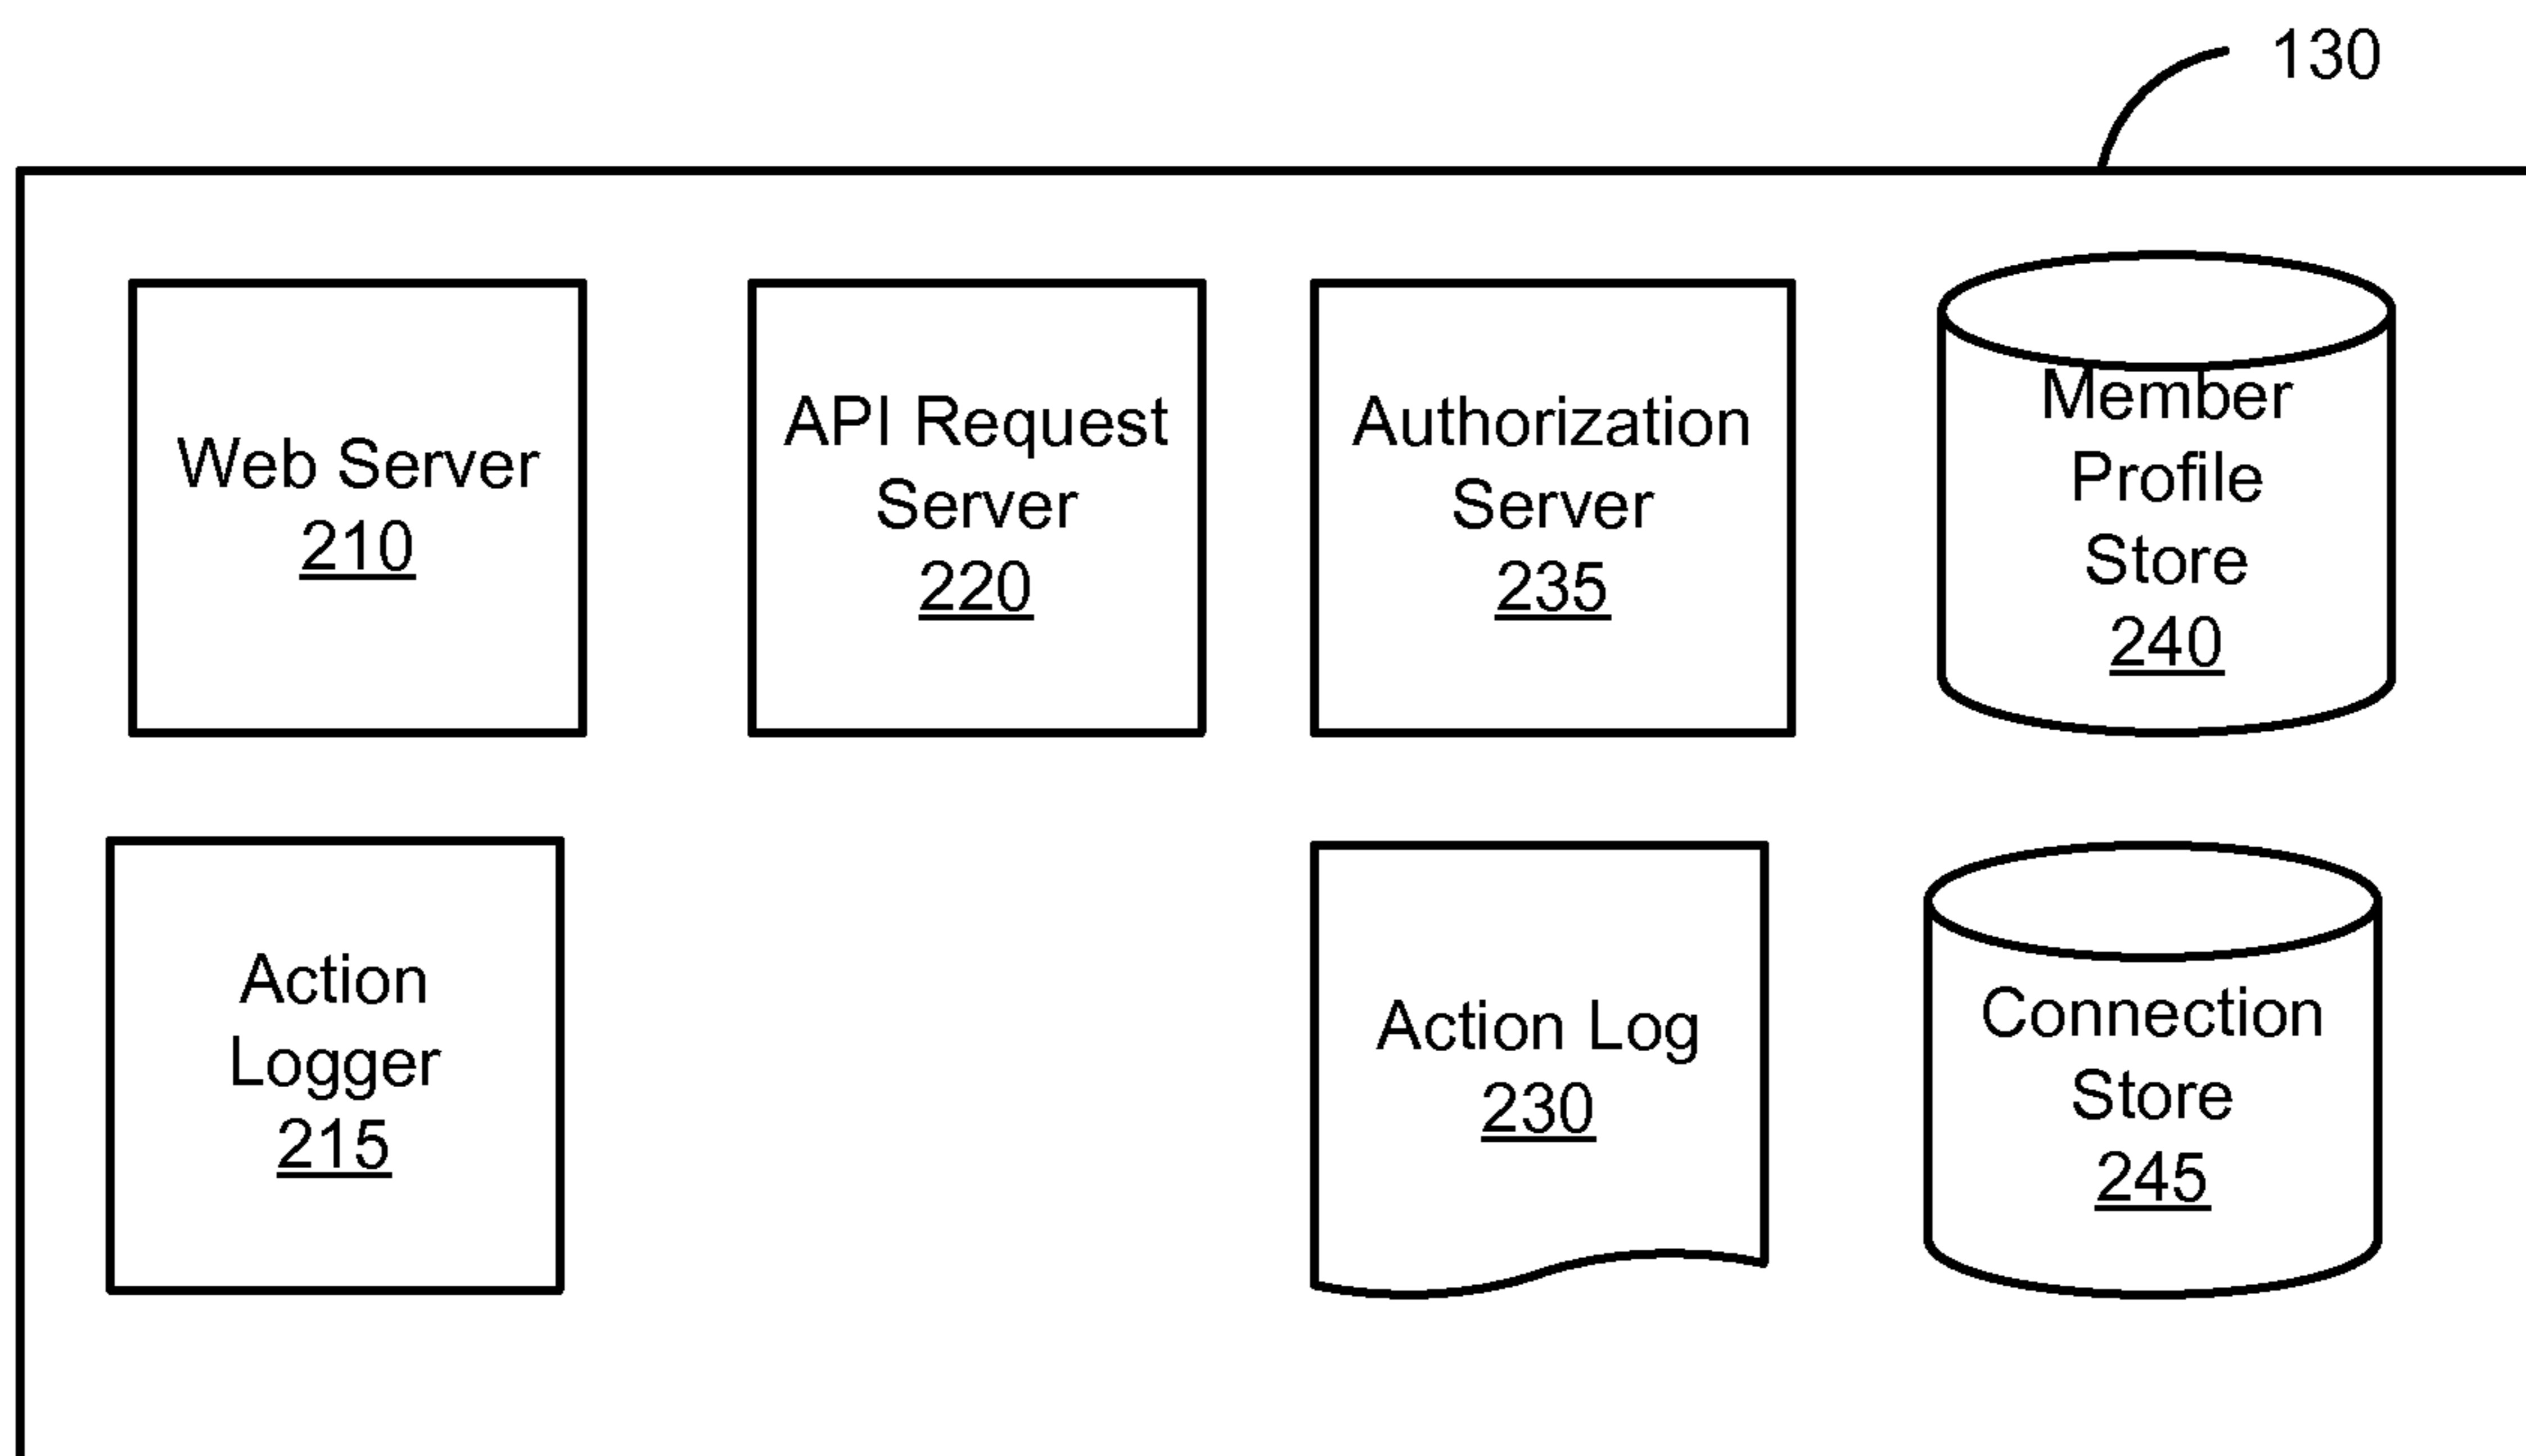 130
Web Server
210
API Request
Server
220
Authorization
Server
235
Member
Profile
Store
240
Action
Logger
215
Action Log
230
Connection
Store
245